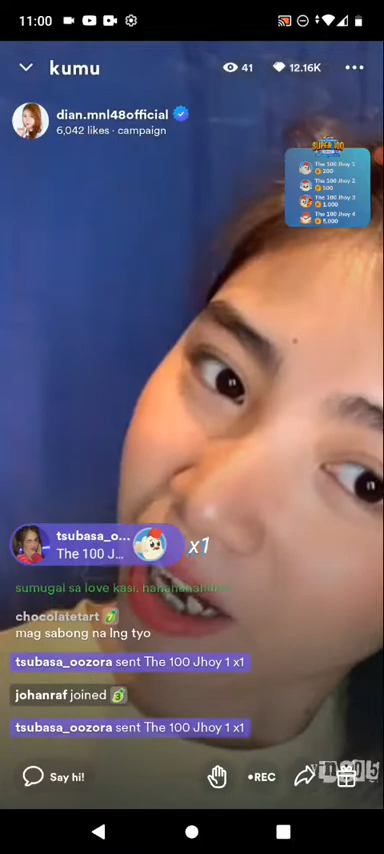 11:00
kumu
41
12.16K
dian.mnl48official
6,042 likes · campaign
SUPER 100
The 100 Jhoy 1
200
The 100 Jhoy 2
500
The 100 Jhoy 3
1,000
The 100 Jhoy 4
5,000
tsubasa_o...
The 100 J...
x1
sumugal sa love kasi. hahahahahaha
chocolatetart
mag sabong na lng tyo
tsubasa_oozora sent The 100 Jhoy 1 x1
johanraf joined
tsubasa_oozora sent The 100 Jhoy 1 x1
Say hi!
•REC